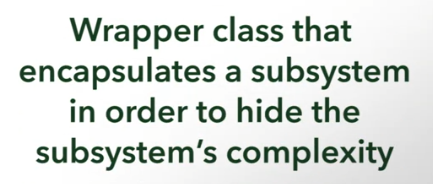 Wrapper class that
encapsulates a subsystem
in order to hide the
subsystem's complexity